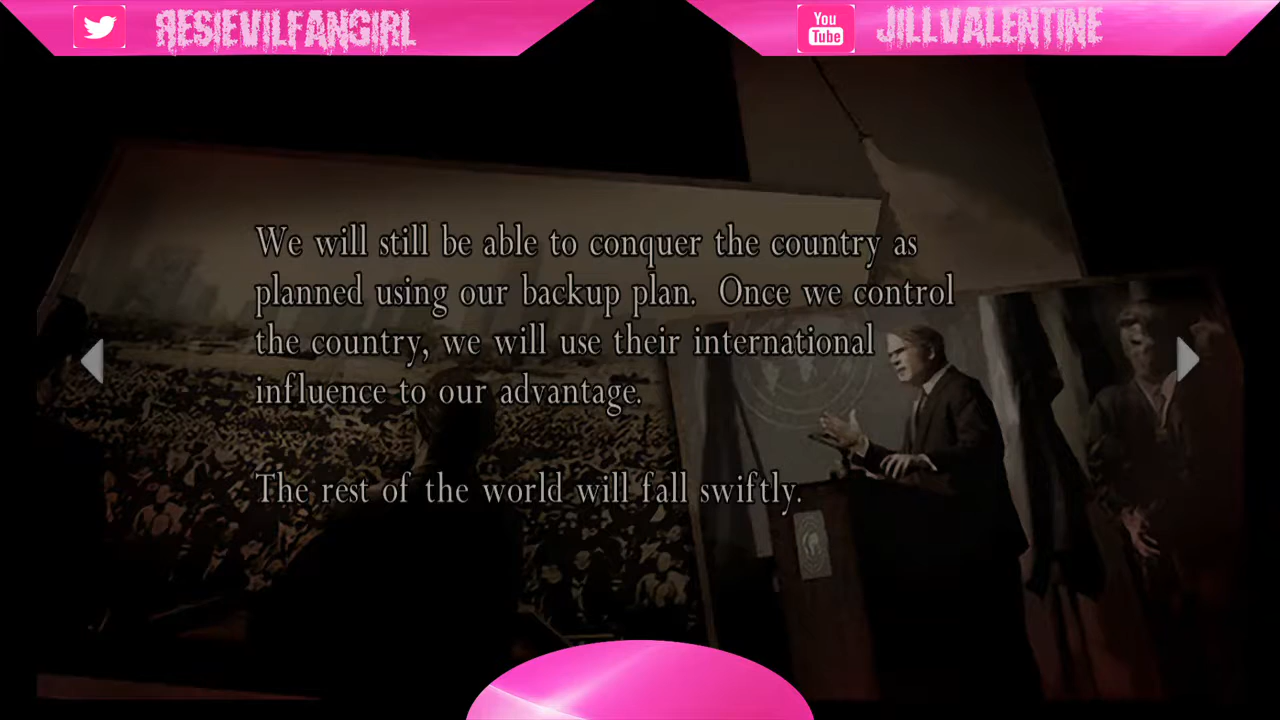 RESIEVILFANGIRL
You
Tube
JILLVALENTINE
We will still be able to conquer the country as
planned using our backup plan.  Once we control
the country, we will use their international
influence to our advantage.
The rest of the world will fall swiftly.